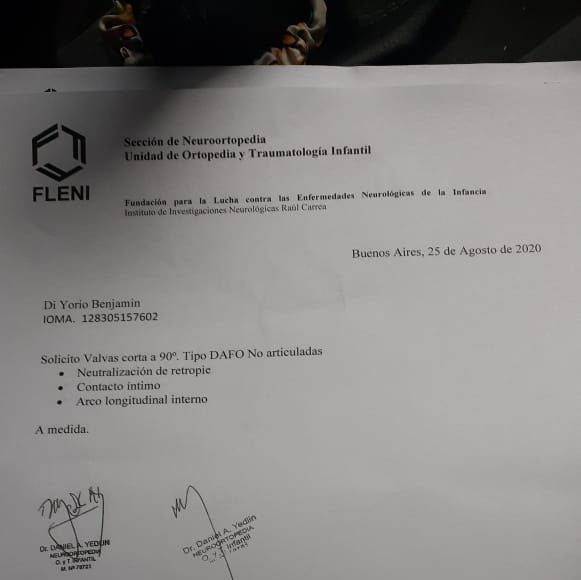 Sección de Neuroortopedia
Unidad de Ortopedia y Traumatología Infantil
FLENI
Fundación para la Lucha contra las Enfermedades Neurológicas de la Infancia
Instituto de Investigaciones Neurológicas Raúl Carrea
Buenos Aires, 25 de Agosto de 2020
Di Yorio Benjamin
IOMA. 128305157602
Solicito Valvas corta a 90º. Tipo DAFO No articuladas
• Neutralización de retropie
• Contacto íntimo
• Arco longitudinal interno
A medida.
Dr. DANIEL A. YEDLIN
NEUROORTOPEDIA
O. y T. INFANTIL
M. Nº 79721
Dr. Daniel A. Yedlin
NEUROORTOPEDIA
O. y T. Infantil